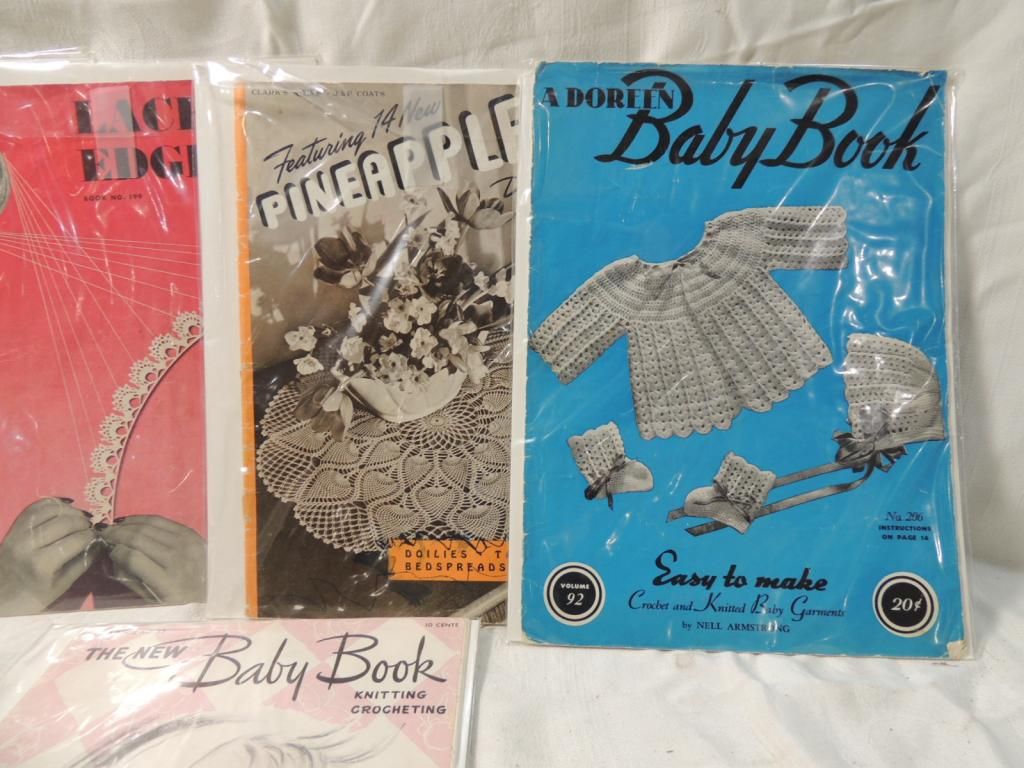 LACE
EDGI
BOOK NO. 199
CLARK'S J.&P. COATS
Featuring 14 New
PINEAPPLE
DOILIES TO
BEDSPREADS
A DOREEN
Baby Book
No. 296
INSTRUCTIONS
ON PAGE 14
Easy to make
Crochet and Knitted Baby Garments
by NELL ARMSTRONG
VOLUME
92
20¢
10 CENTS
THE NEW Baby Book
KNITTING
CROCHETING